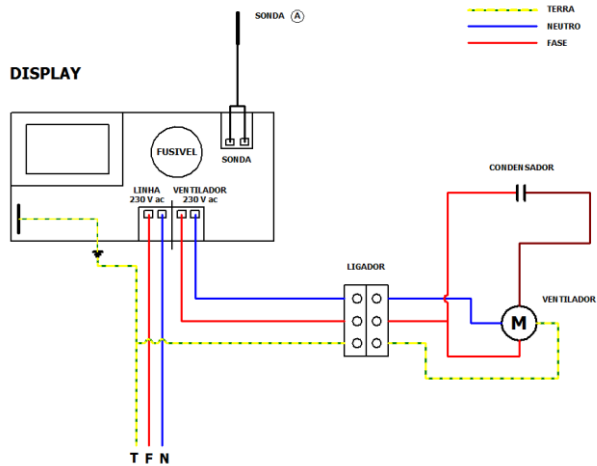 SONDA A
TERRA
NEUTRO
FASE
DISPLAY
FUSIVEL
SONDA
LINHA
230 V ac
VENTILADOR
230 V ac
CONDENSADOR
LIGADOR
VENTILADOR
M
T F N